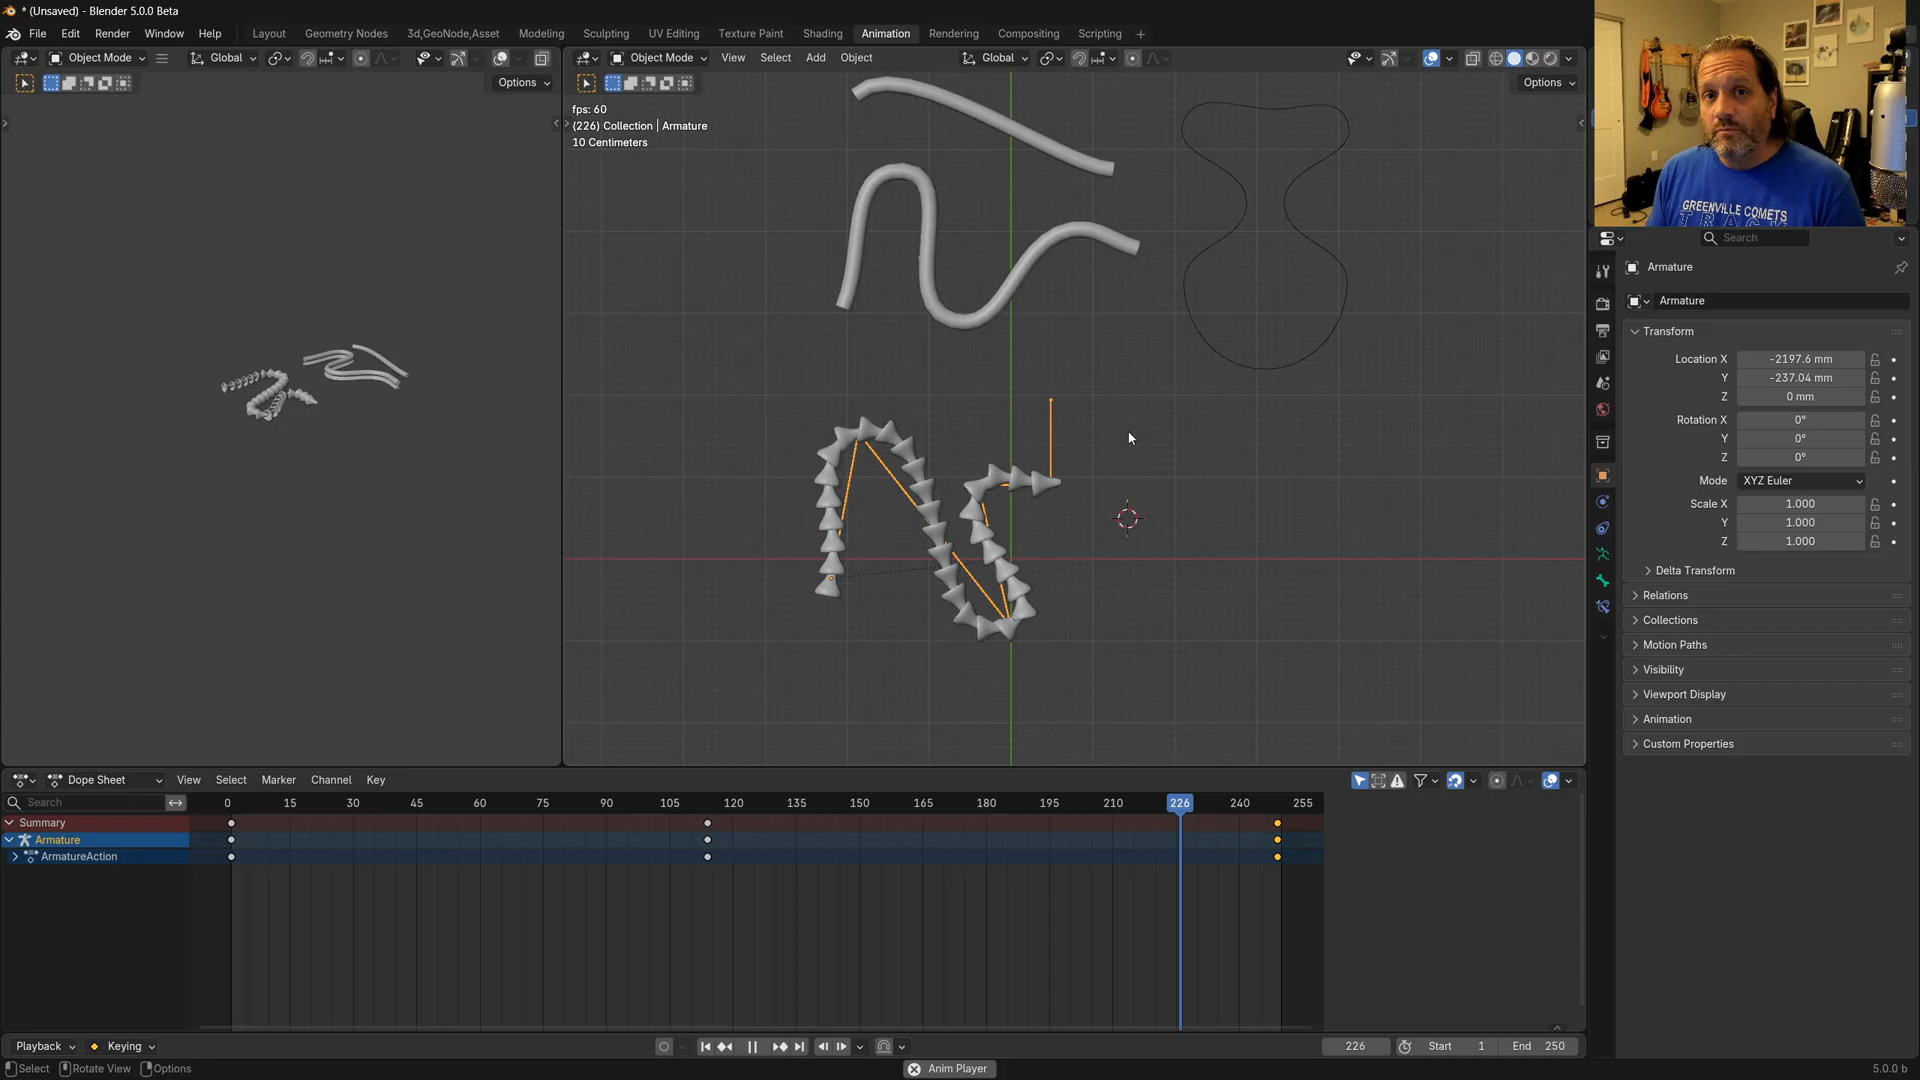 * (Unsaved) - Blender 5.0.0 Beta
File Edit Render Window Help Layout Geometry Nodes 3d,GeoNode,Asset Modeling Sculpting UV Editing Texture Paint Shading Animation Rendering Compositing Scripting
Object Mode Global
Object Mode View Select Add Object Global
Options
Options
fps: 60
(226) Collection | Armature
10 Centimeters
GREENVILLE COMETS
TRACK
Search
Armature
Armature
Transform
Location X -2197.6 mm
Y -237.04 mm
Z 0 mm
Rotation X 0°
Y 0°
Z 0°
Mode XYZ Euler
Scale X 1.000
Y 1.000
Z 1.000
Delta Transform
Relations
Collections
Motion Paths
Visibility
Viewport Display
Animation
Custom Properties
Dope Sheet View Select Marker Channel Key
Search
0 15 30 45 60 75 90 105 120 135 150 165 180 195 210 226 240 255
Summary
Armature
ArmatureAction
Playback Keying 226 Start 1 End 250
Select Rotate View Options Anim Player 5.0.0 b